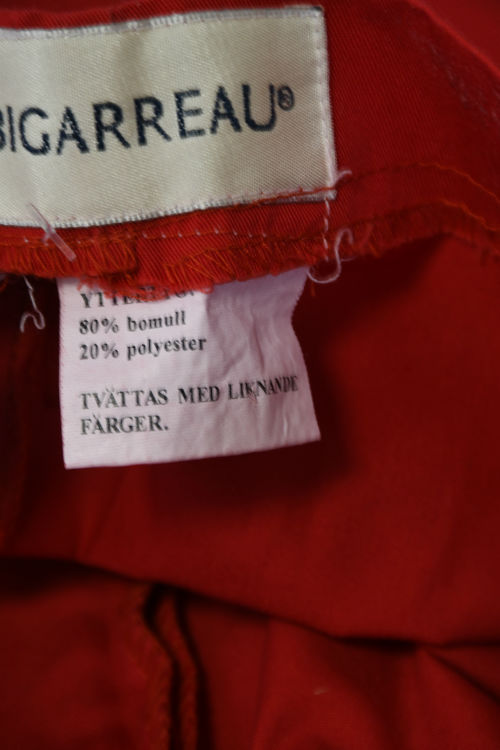 BIGARREAU®
80% bomull
20% polyester
TVÄTTAS MED LIKNANDE
FÄRGER.